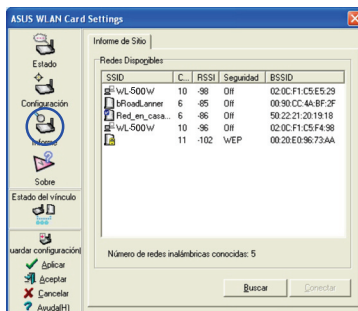 ASUS WLAN Card Settings
Estado
Configuración
Informe
Sobre
Estado del vínculo
uardar configuración(
Aplicar
Aceptar
Cancelar
Ayuda(H)
Informe de Sitio
Redes Disponibles
SSID C... RSSI Seguridad BSSID
WL-500W 10 -98 Off 02:0C:F1:C5:E5:29
bRoadLanner 6 -85 Off 00:90:CC:4A:BF:2F
Red_en_casa... 6 -86 Off 50:22:21:20:19:18
WL-500W 10 -96 Off 02:0C:F1:C5:F4:98
11 -102 WEP 00:20:E0:96:73:AA
Número de redes inalámbricas conocidas: 5
Buscar
Conectar